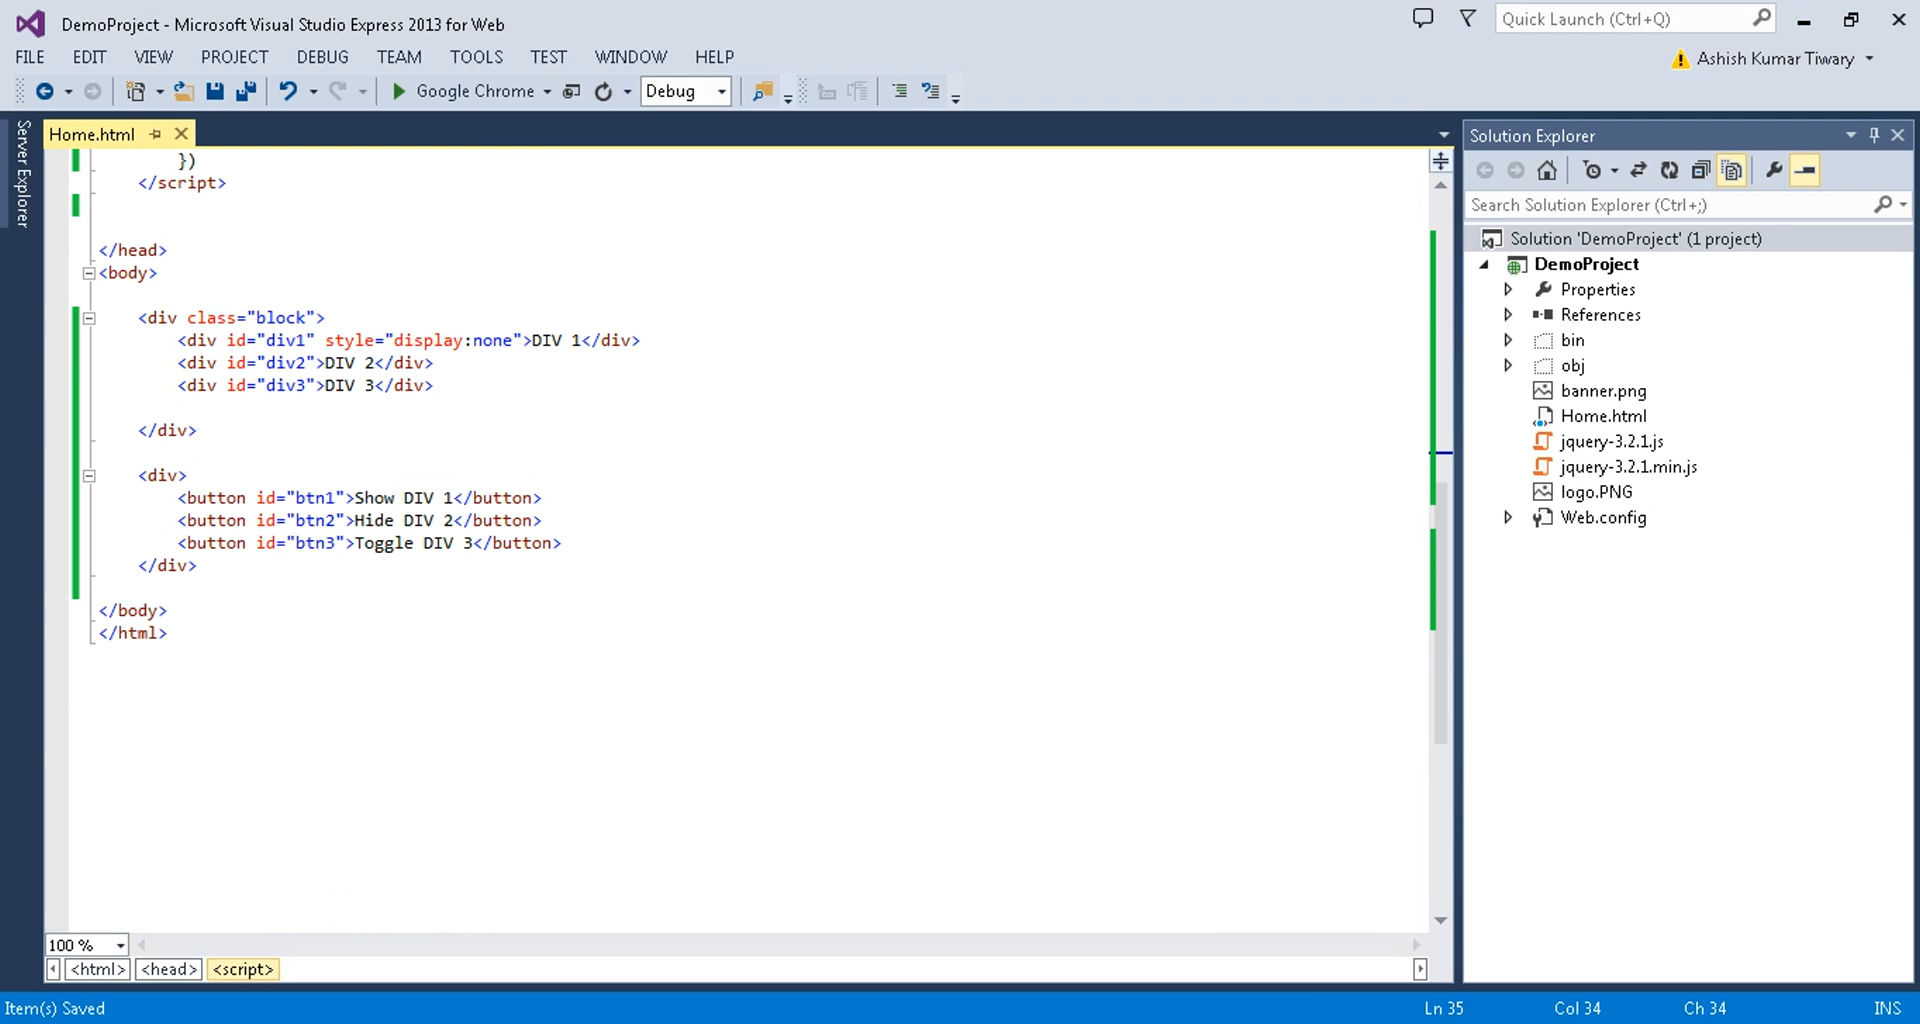 DemoProject - Microsoft Visual Studio Express 2013 for Web
Quick Launch (Ctrl+Q)
FILE EDIT VIEW PROJECT DEBUG TEAM TOOLS TEST WINDOW HELP
Ashish Kumar Tiwary
Google Chrome
Debug
Server Explorer
Home.html
})
</script>
</head>
<body>
<div class="block">
<div id="div1" style="display:none">DIV 1</div>
<div id="div2">DIV 2</div>
<div id="div3">DIV 3</div>
</div>
<div>
<button id="btn1">Show DIV 1</button>
<button id="btn2">Hide DIV 2</button>
<button id="btn3">Toggle DIV 3</button>
</div>
</body>
</html>
100 %
<html> <head> <script>
Solution Explorer
Search Solution Explorer (Ctrl+;)
Solution 'DemoProject' (1 project)
DemoProject
Properties
References
bin
obj
banner.png
Home.html
jquery-3.2.1.js
jquery-3.2.1.min.js
logo.PNG
Web.config
Item(s) Saved
Ln 35 Col 34 Ch 34 INS